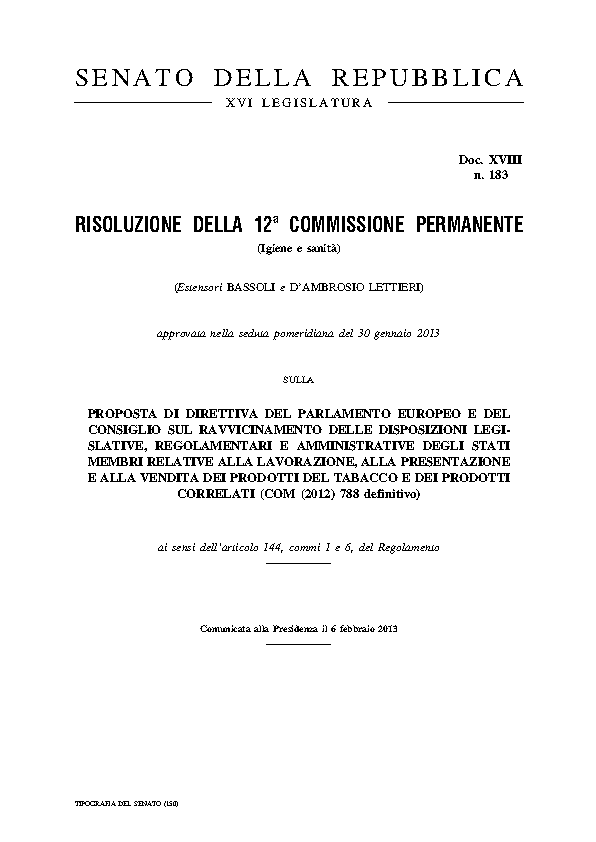 SENATO DELLA REPUBBLICA
XVI LEGISLATURA
Doc. XVIII
n. 183
RISOLUZIONE DELLA 12ª COMMISSIONE PERMANENTE
(Igiene e sanità)
(Estensori BASSOLI e D'AMBROSIO LETTIERI)
approvata nella seduta pomeridiana del 30 gennaio 2013
SULLA
PROPOSTA DI DIRETTIVA DEL PARLAMENTO EUROPEO E DEL
CONSIGLIO SUL RAVVICINAMENTO DELLE DISPOSIZIONI LEGI-
SLATIVE, REGOLAMENTARI E AMMINISTRATIVE DEGLI STATI
MEMBRI RELATIVE ALLA LAVORAZIONE, ALLA PRESENTAZIONE
E ALLA VENDITA DEI PRODOTTI DEL TABACCO E DEI PRODOTTI
CORRELATI (COM (2012) 788 definitivo)
ai sensi dell'articolo 144, commi 1 e 6, del Regolamento
Comunicata alla Presidenza il 6 febbraio 2013
TIPOGRAFIA DEL SENATO (150)